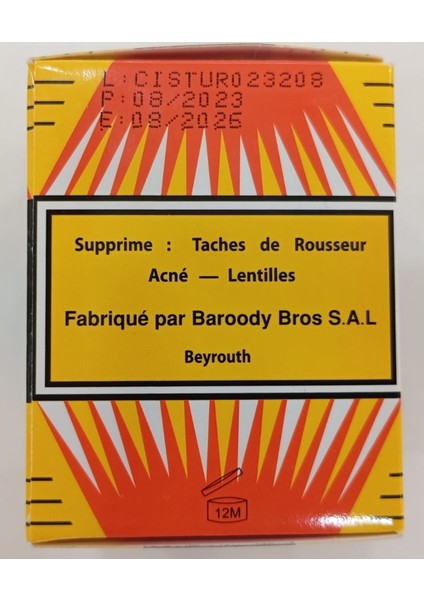 L:CISTUR023208
P:08/2023
E:08/2026
Supprime : Taches de Rousseur
Acné — Lentilles
Fabriqué par Baroody Bros S.A.L
Beyrouth
12M